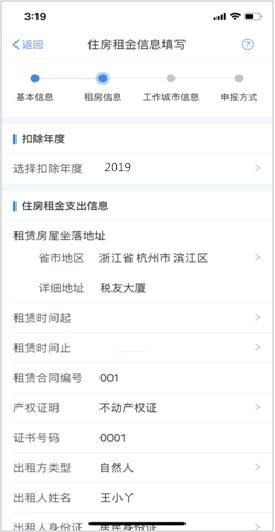 3:19
返回 住房租金信息填写 ?
基本信息 租房信息 工作城市信息 申报方式
扣除年度
选择扣除年度 2019
住房租金支出信息
租赁房屋坐落地址
省市地区 浙江省 杭州市 滨江区
详细地址 税友大厦
租赁时间起
租赁时间止
租赁合同编号 001
产权证明 不动产权证
证书号码 0001
出租方类型 自然人
出租人姓名 王小丫
出租人身份证 居民身份证